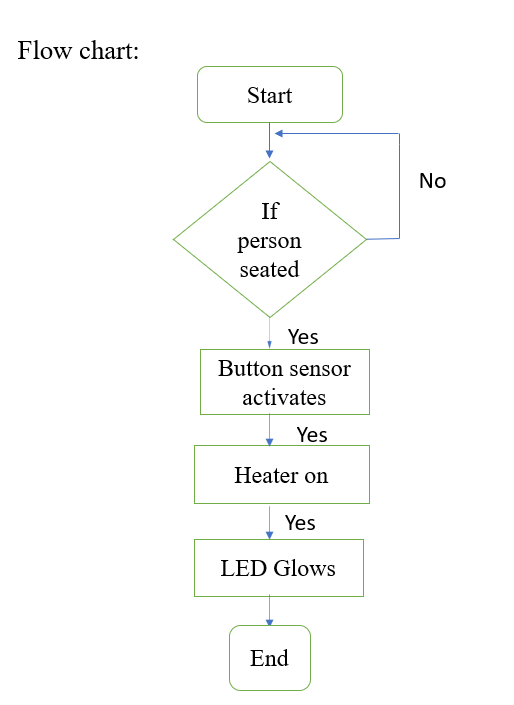 Flow chart:
Start
No
If
person
seated
Yes
Button sensor
activates
Yes
Heater on
Yes
LED Glows
End